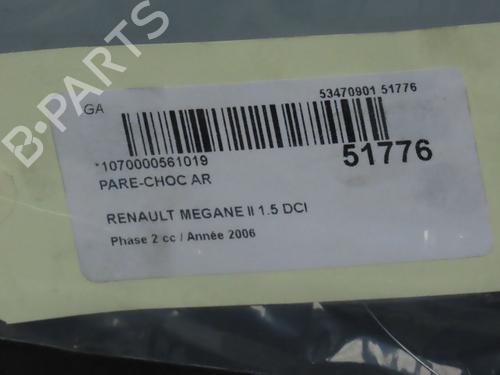 B-PARTS
GA
53470901 51776
*1070000561019
51776
PARE-CHOC AR
RENAULT MEGANE II 1.5 DCI
Phase 2 cc / Année 2006